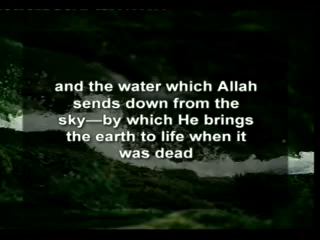 and the water which Allah
sends down from the
sky—by which He brings
the earth to life when it
was dead